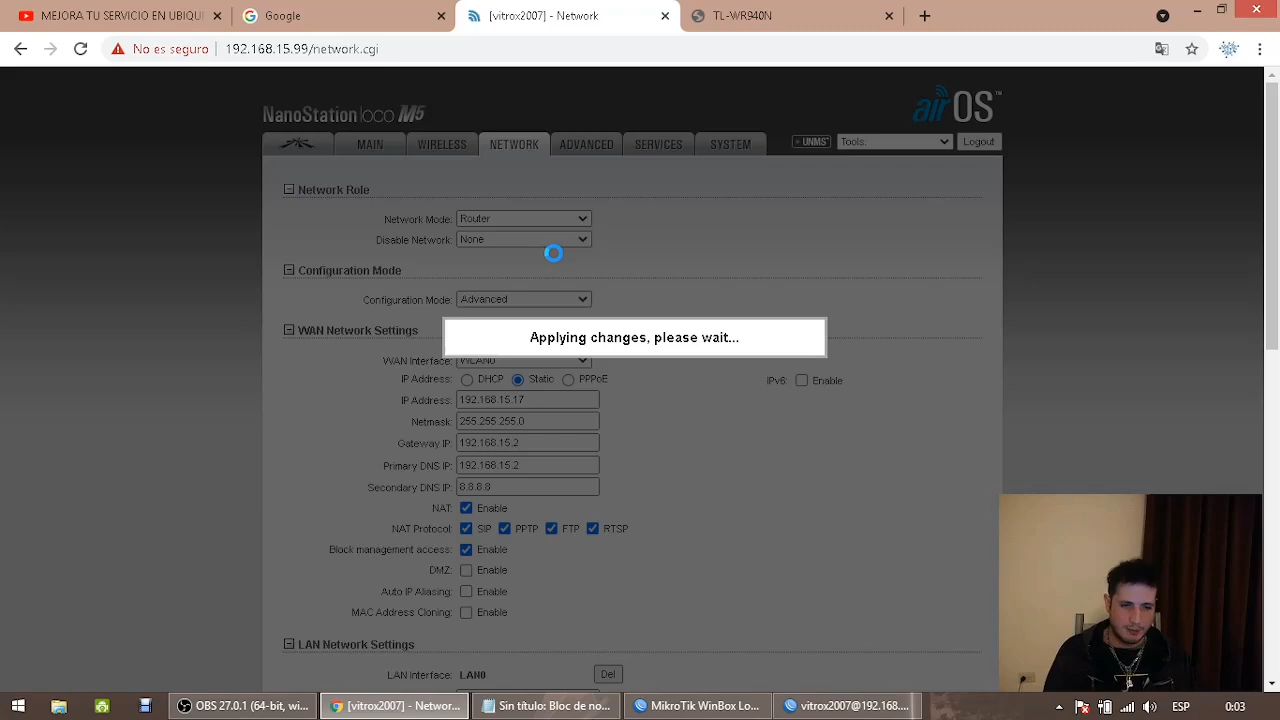 MEJORA TU SERVICIO EN UBIQUI
Google
[vitrox2007] - Network
TL-WR940N
No es seguro
192.168.15.99/network.cgi
NanoStation loco M5
airOS™
MAIN
WIRELESS
NETWORK
ADVANCED
SERVICES
SYSTEM
UNMS
Tools:
Logout
Network Role
Network Mode: Router
Disable Network: None
Configuration Mode
Configuration Mode: Advanced
WAN Network Settings
Applying changes, please wait...
WAN Interface: WLAN0
IP Address: DHCP Static PPPoE
IPv6: Enable
IP Address: 192.168.15.17
Netmask: 255.255.255.0
Gateway IP: 192.168.15.2
Primary DNS IP: 192.168.15.2
Secondary DNS IP: 8.8.8.8
NAT: Enable
NAT Protocol: SIP PPTP FTP RTSP
Block management access: Enable
DMZ: Enable
Auto IP Aliasing: Enable
MAC Address Cloning: Enable
LAN Network Settings
LAN Interface: LAN0
Del
OBS 27.0.1 (64-bit, wi...
[vitrox2007] - Networ...
Sin título: Bloc de no...
MikroTik WinBox Lo...
vitrox2007@192.168....
ESP
0:03